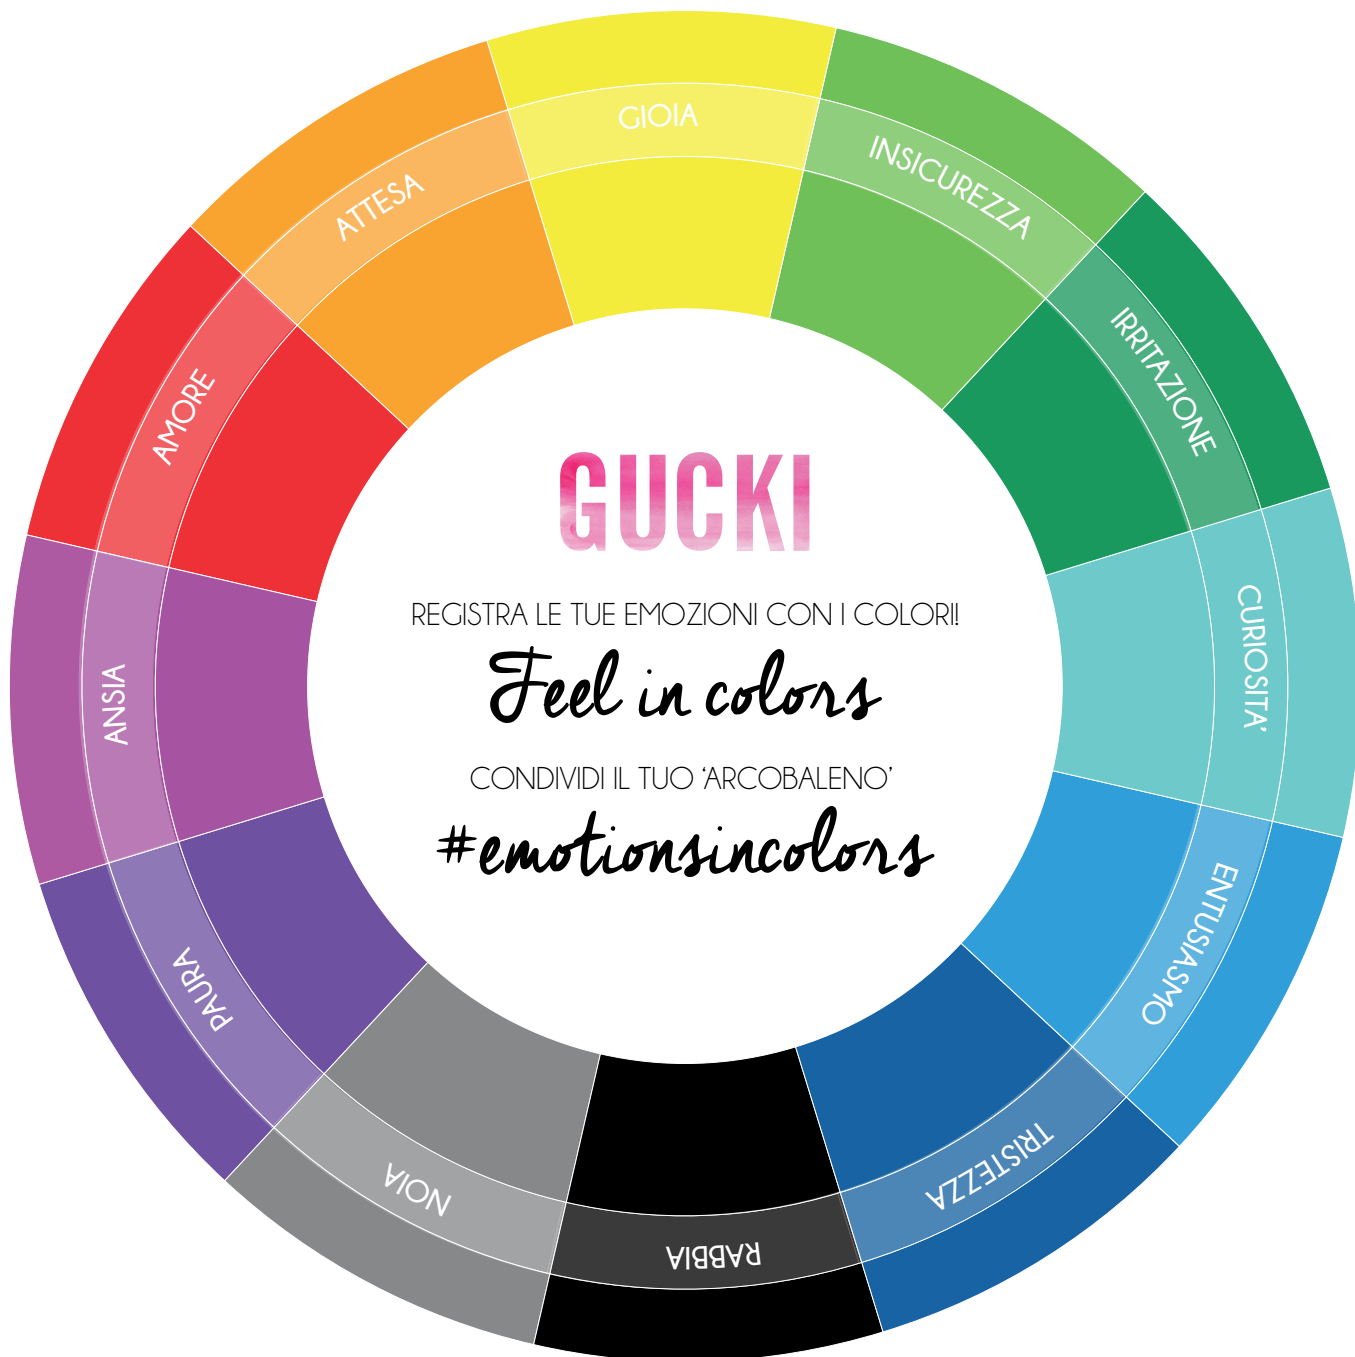 GIOIA
INSICUREZZA
IRRITAZIONE
CURIOSITA'
ENTUSIASMO
TRISTEZZA
RABBIA
NOIA
PAURA
ANSIA
AMORE
ATTESA
GUCKI
REGISTRA LE TUE EMOZIONI CON I COLORI!
Feel in colors
CONDIVIDI IL TUO ‘ARCOBALENO’
#emotionsincolors